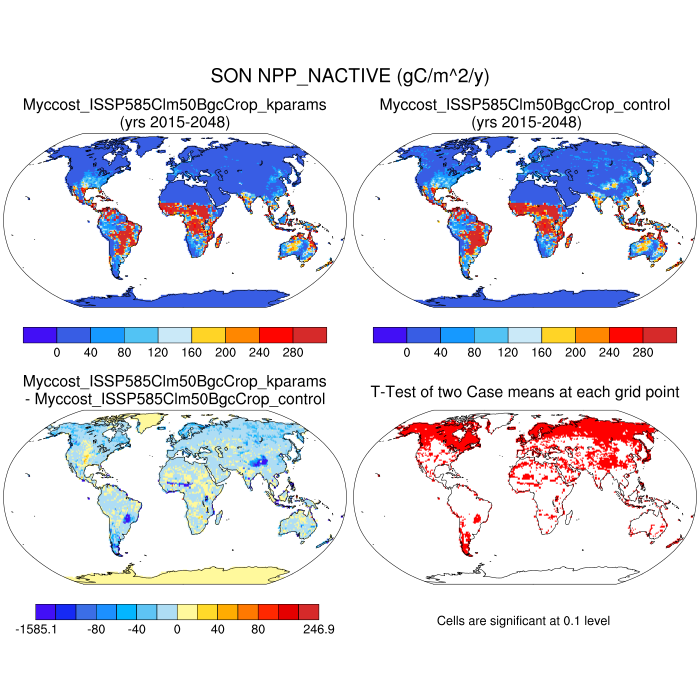 SON NPP_NACTIVE (gC/m^2/y)
Myccost_ISSP585Clm50BgcCrop_kparams
(yrs 2015-2048)
Myccost_ISSP585Clm50BgcCrop_control
(yrs 2015-2048)
0 40 80 120 160 200 240 280
0 40 80 120 160 200 240 280
Myccost_ISSP585Clm50BgcCrop_kparams
- Myccost_ISSP585Clm50BgcCrop_control
T-Test of two Case means at each grid point
-1585.1 -80 -40 0 40 80 246.9
Cells are significant at 0.1 level